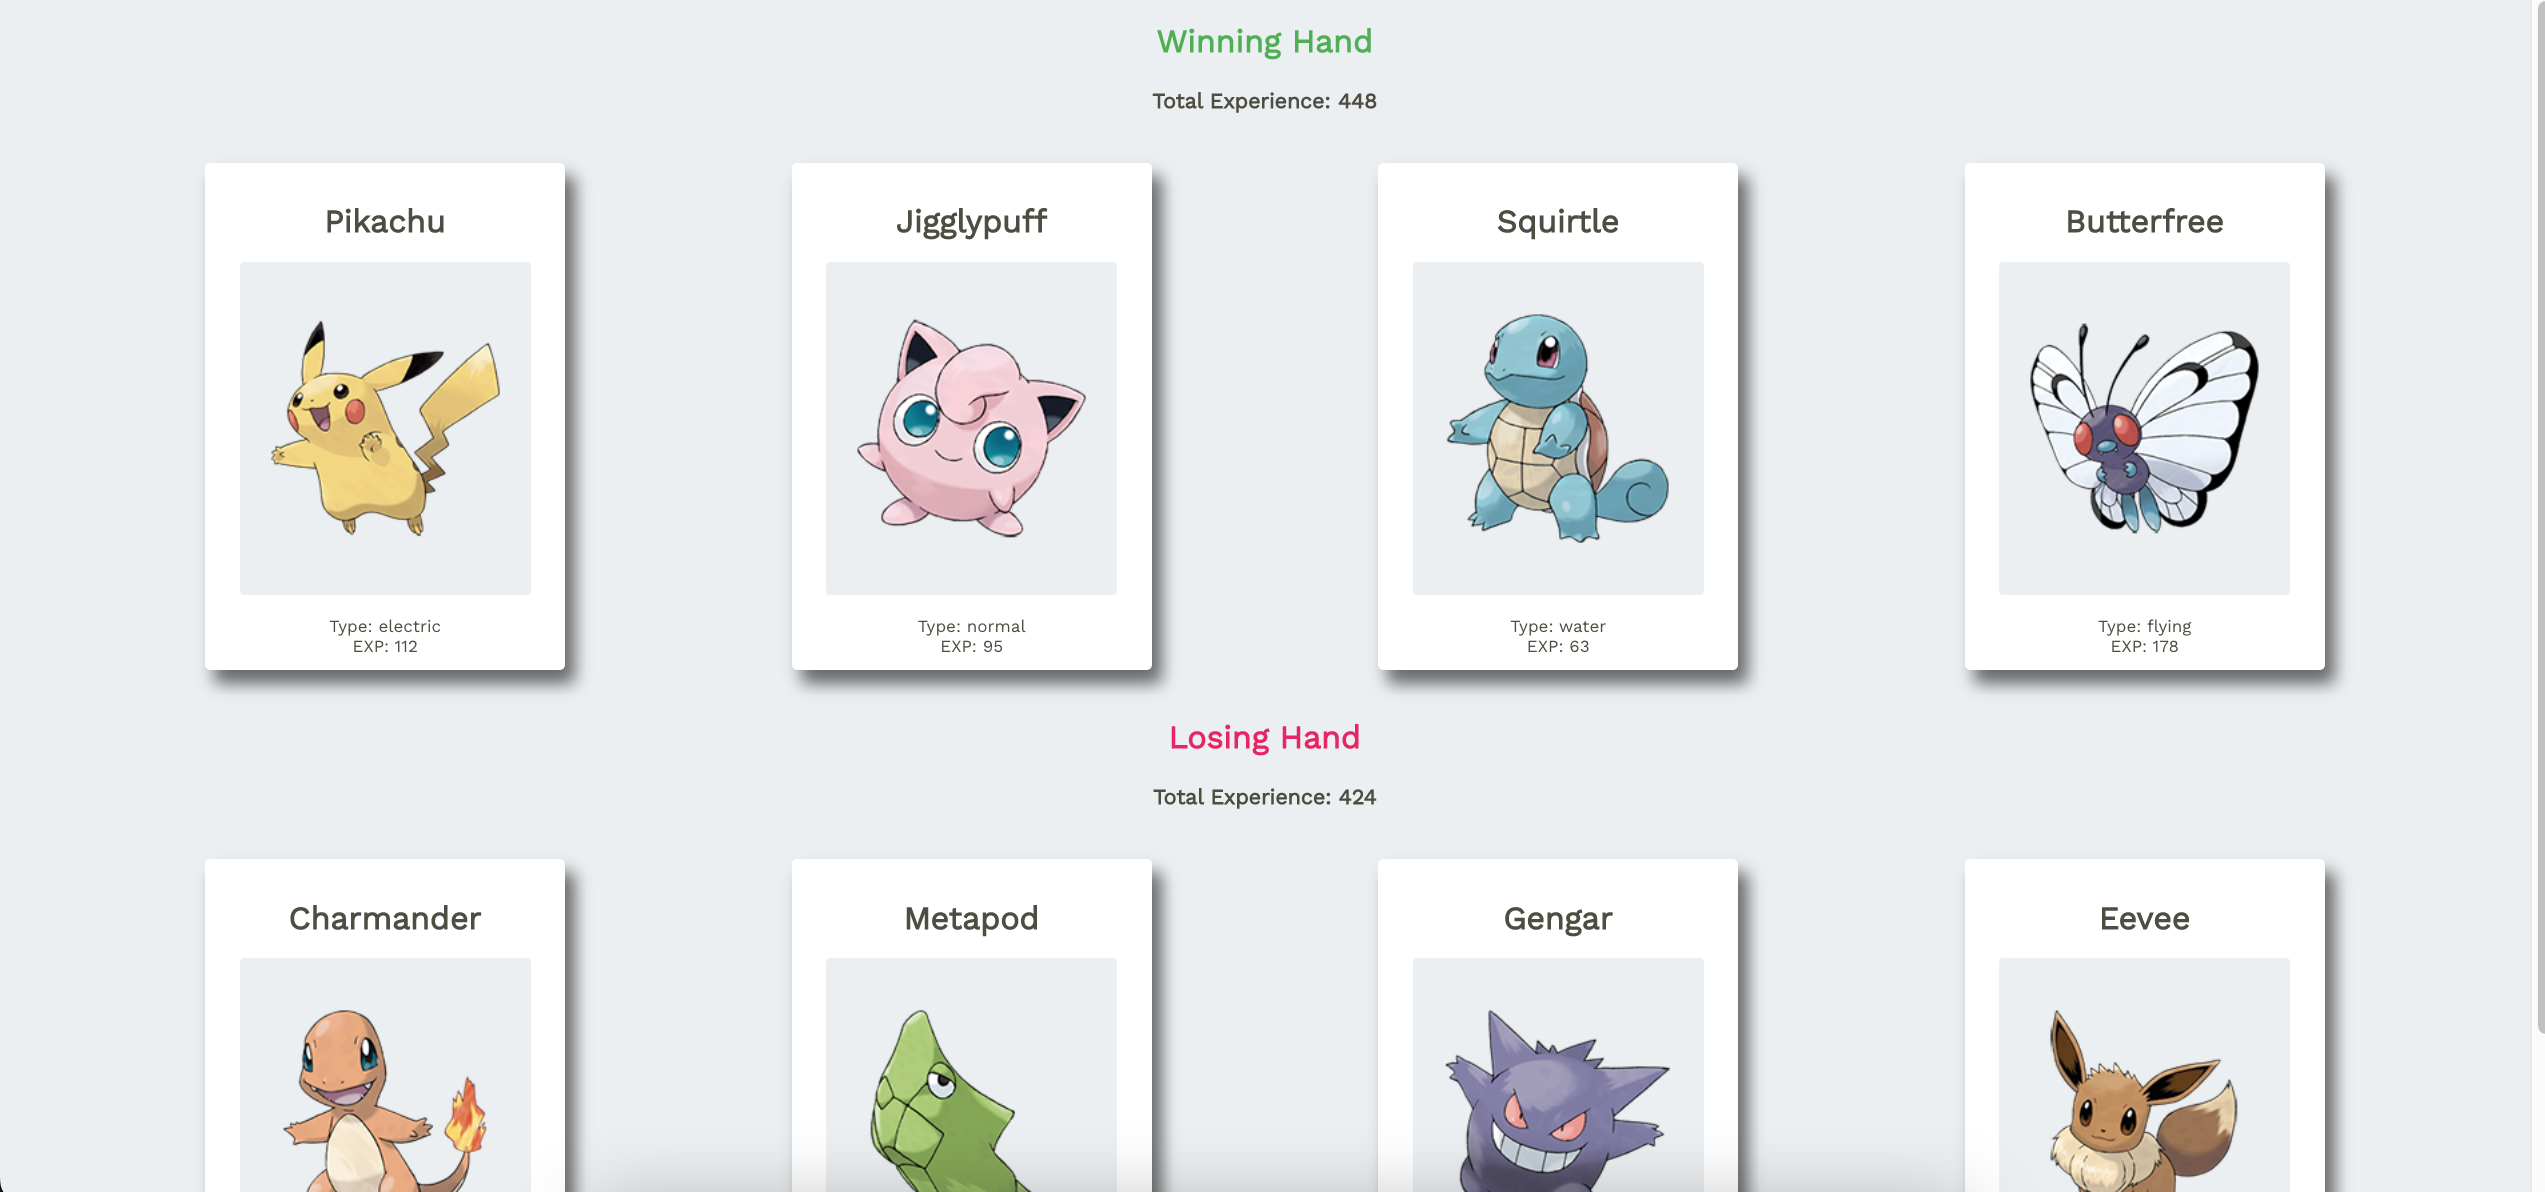 Winning Hand
Total Experience: 448
Pikachu
Type: electric
EXP: 112
Jigglypuff
Type: normal
EXP: 95
Squirtle
Type: water
EXP: 63
Butterfree
Type: flying
EXP: 178
Losing Hand
Total Experience: 424
Charmander
Metapod
Gengar
Eevee